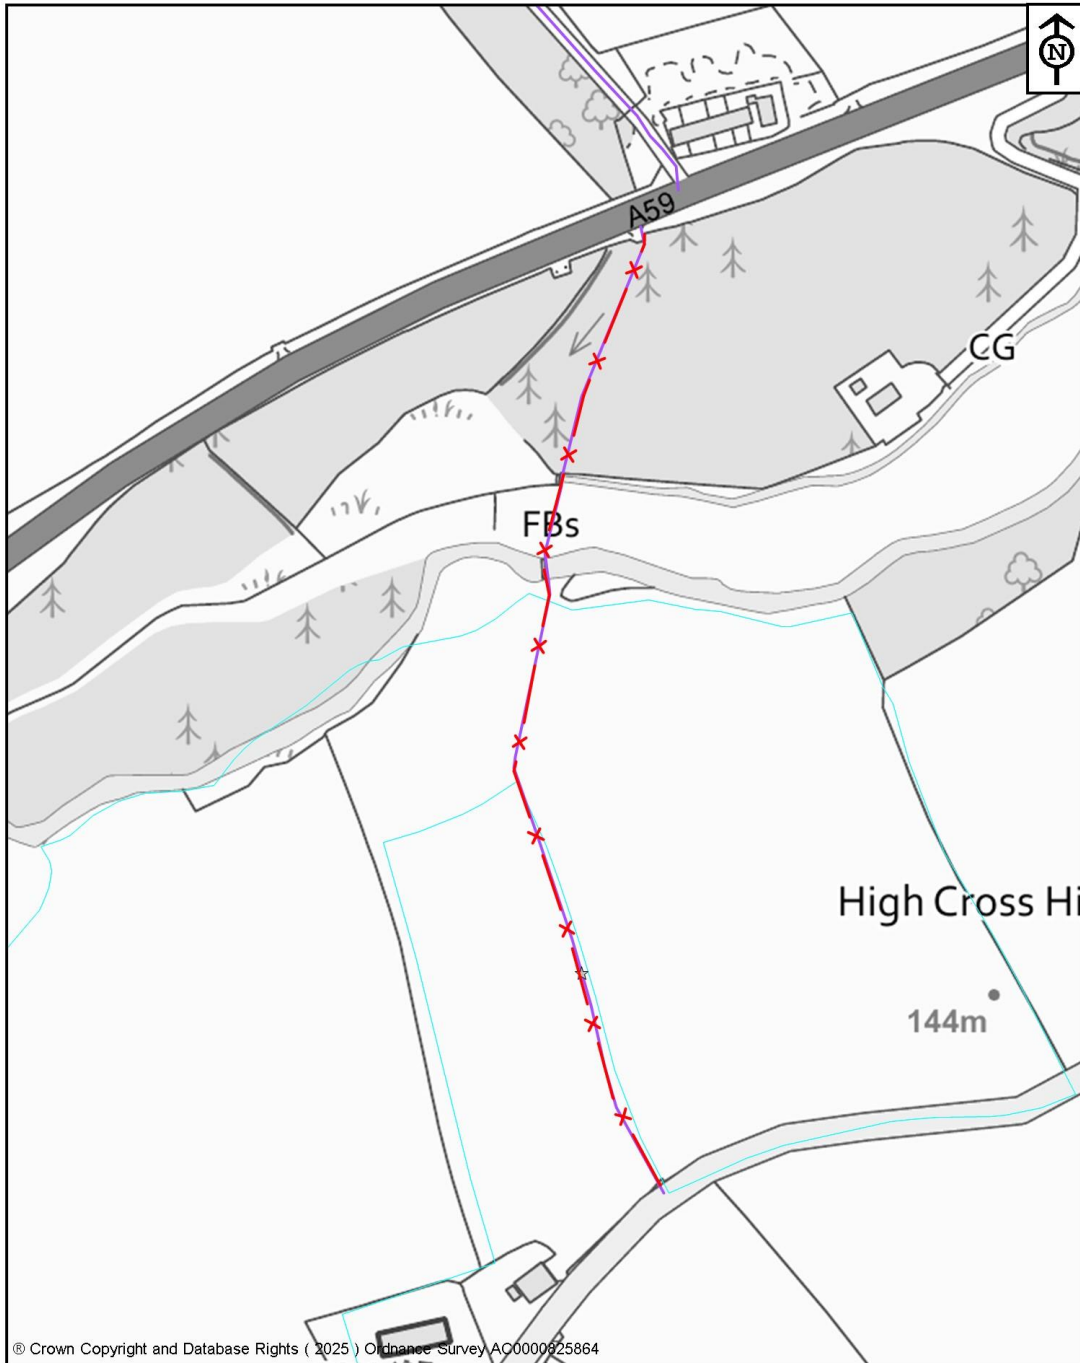 N
A59
CG
FBs
High Cross Hi
144m
® Crown Copyright and Database Rights ( 2025 ) Ordnance Survey AC0000825864